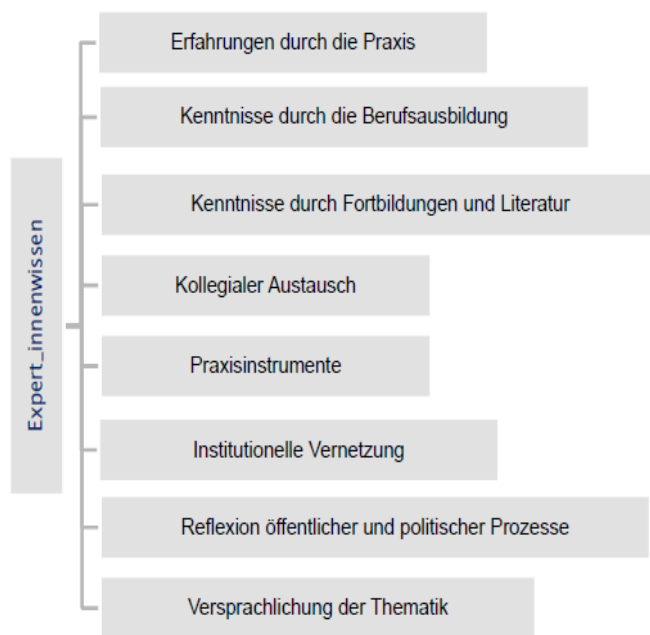 Expert_innenwissen
Erfahrungen durch die Praxis
Kenntnisse durch die Berufsausbildung
Kenntnisse durch Fortbildungen und Literatur
Kollegialer Austausch
Praxisinstrumente
Institutionelle Vernetzung
Reflexion öffentlicher und politischer Prozesse
Versprachlichung der Thematik